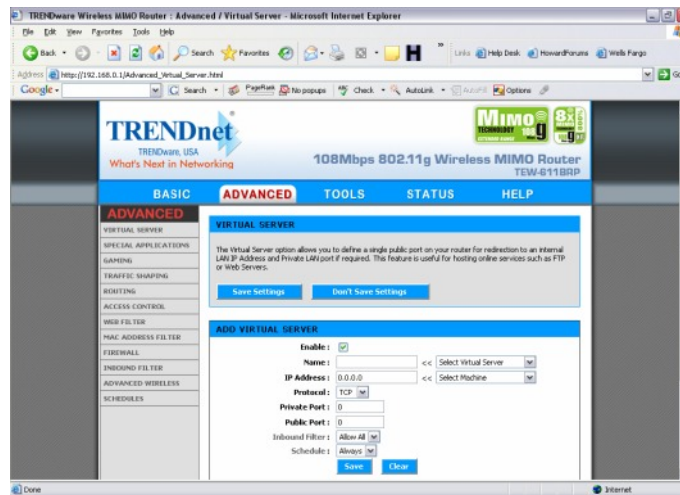 TRENDware Wireless MIMO Router : Advanced / Virtual Server - Microsoft Internet Explorer
File Edit View Favorites Tools Help
Back Search Favorites Links Help Desk HowardForums Wells Fargo
Address http://192.168.0.1/Advanced_Virtual_Server.html Go
Google Search PageRank No popups Check AutoLink AutoFill Options
TRENDnet
TRENDware, USA
What's Next in Networking
MIMO
TECHNOLOGY
g
8X
g
108Mbps 802.11g Wireless MIMO Router
TEW-611BRP
BASIC ADVANCED TOOLS STATUS HELP
ADVANCED
VIRTUAL SERVER
SPECIAL APPLICATIONS
GAMING
TRAFFIC SHAPING
ROUTING
ACCESS CONTROL
WEB FILTER
MAC ADDRESS FILTER
FIREWALL
INBOUND FILTER
ADVANCED WIRELESS
SCHEDULES
VIRTUAL SERVER
The Virtual Server option allows you to define a single public port on your router for redirection to an internal
LAN IP Address and Private LAN port if required. This feature is useful for hosting online services such as FTP
or Web Servers.
Save Settings Don't Save Settings
ADD VIRTUAL SERVER
Enable :
Name : << Select Virtual Server
IP Address : 0.0.0.0 << Select Machine
Protocol : TCP
Private Port : 0
Public Port : 0
Inbound Filter : Allow All
Schedule : Always
Save Clear
Done Internet